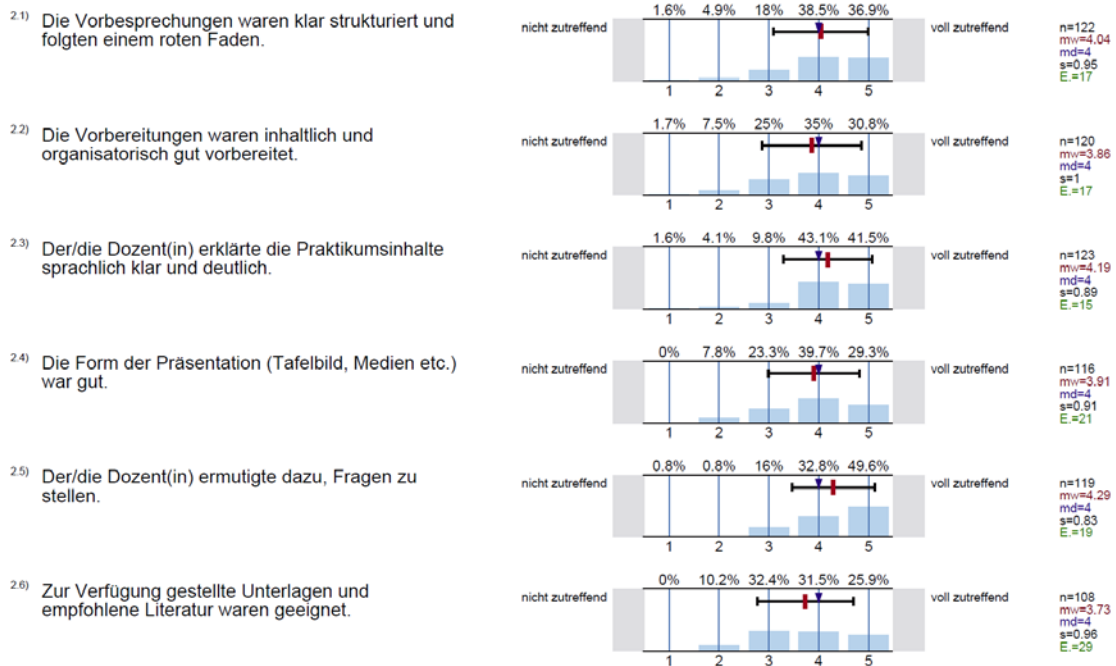 2.1) Die Vorbesprechungen waren klar strukturiert und
folgten einem roten Faden.
nicht zutreffend
1.6% 4.9% 18% 38.5% 36.9%
1 2 3 4 5
voll zutreffend
n=122
mw=4.04
md=4
s=0.95
E.=17
2.2) Die Vorbereitungen waren inhaltlich und
organisatorisch gut vorbereitet.
nicht zutreffend
1.7% 7.5% 25% 35% 30.8%
1 2 3 4 5
voll zutreffend
n=120
mw=3.86
md=4
s=1
E.=17
2.3) Der/die Dozent(in) erklärte die Praktikumsinhalte
sprachlich klar und deutlich.
nicht zutreffend
1.6% 4.1% 9.8% 43.1% 41.5%
1 2 3 4 5
voll zutreffend
n=123
mw=4.19
md=4
s=0.89
E.=15
2.4) Die Form der Präsentation (Tafelbild, Medien etc.)
war gut.
nicht zutreffend
0% 7.8% 23.3% 39.7% 29.3%
1 2 3 4 5
voll zutreffend
n=116
mw=3.91
md=4
s=0.91
E.=21
2.5) Der/die Dozent(in) ermutigte dazu, Fragen zu
stellen.
nicht zutreffend
0.8% 0.8% 16% 32.8% 49.6%
1 2 3 4 5
voll zutreffend
n=119
mw=4.29
md=4
s=0.83
E.=19
2.6) Zur Verfügung gestellte Unterlagen und
empfohlene Literatur waren geeignet.
nicht zutreffend
0% 10.2% 32.4% 31.5% 25.9%
1 2 3 4 5
voll zutreffend
n=108
mw=3.73
md=4
s=0.96
E.=29